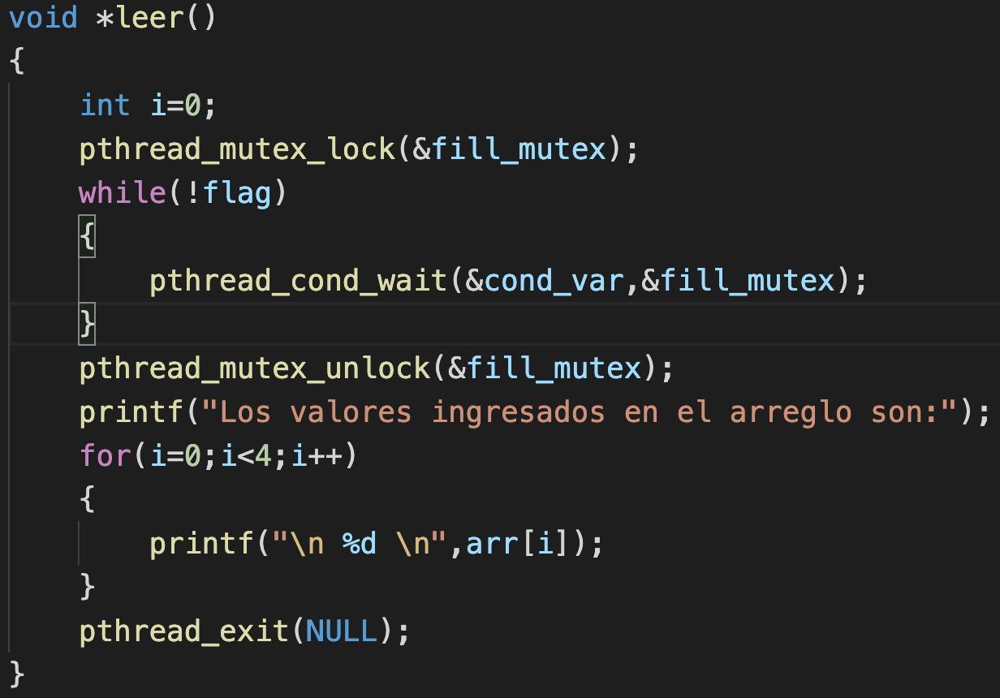 void *leer()
{
    int i=0;
    pthread_mutex_lock(&fill_mutex);
    while(!flag)
    {
        pthread_cond_wait(&cond_var,&fill_mutex);
    }
    pthread_mutex_unlock(&fill_mutex);
    printf("Los valores ingresados en el arreglo son:");
    for(i=0;i<4;i++)
    {
        printf("\n %d \n",arr[i]);
    }
    pthread_exit(NULL);
}